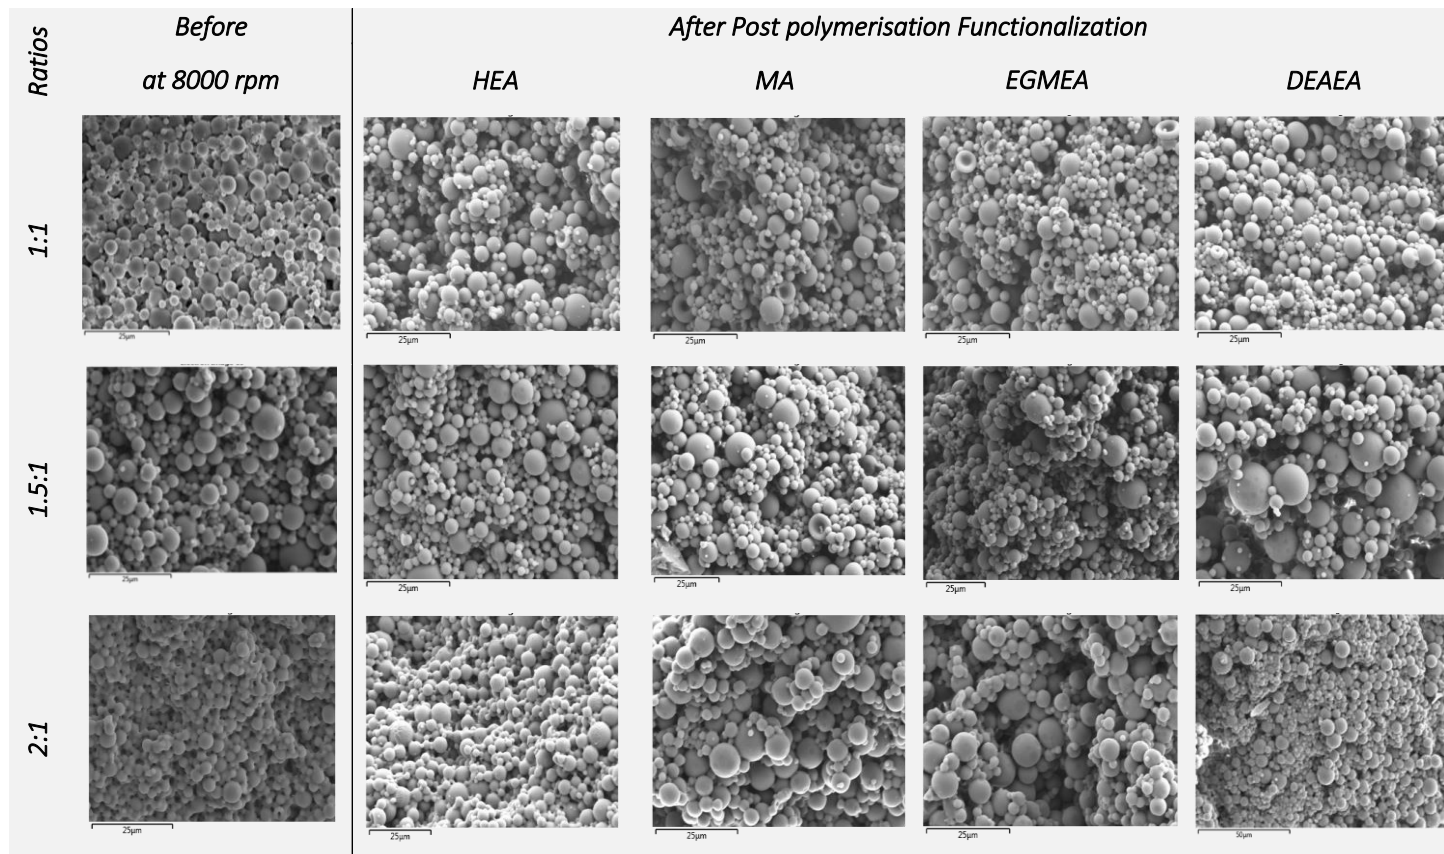 Ratios
Before
at 8000 rpm
After Post polymerisation Functionalization
HEA
MA
EGMEA
DEAEA
1:1
25μm
25μm
25μm
25μm
25μm
1.5:1
25μm
25μm
25μm
25μm
25μm
2:1
25μm
25μm
25μm
25μm
50μm